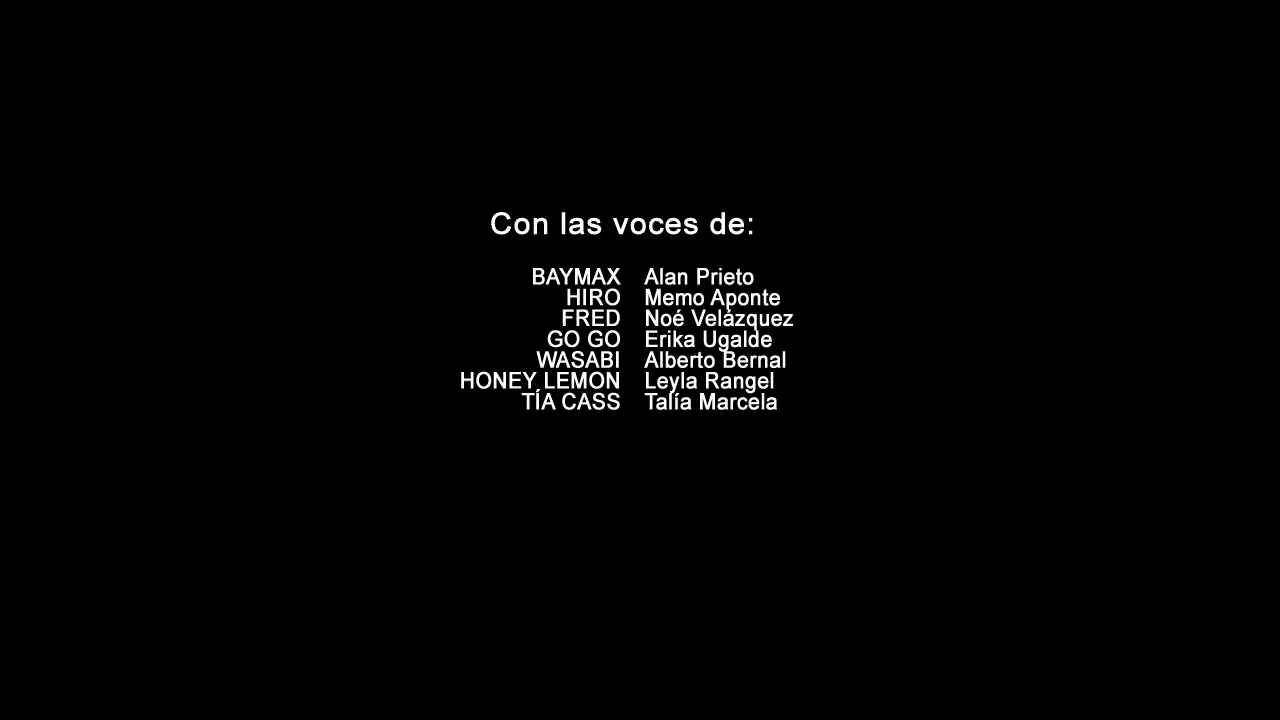 Con las voces de:
BAYMAX Alan Prieto
HIRO Memo Aponte
FRED Noé Velázquez
GO GO Erika Ugalde
WASABI Alberto Bernal
HONEY LEMON Leyla Rangel
TÍA CASS Talía Marcela